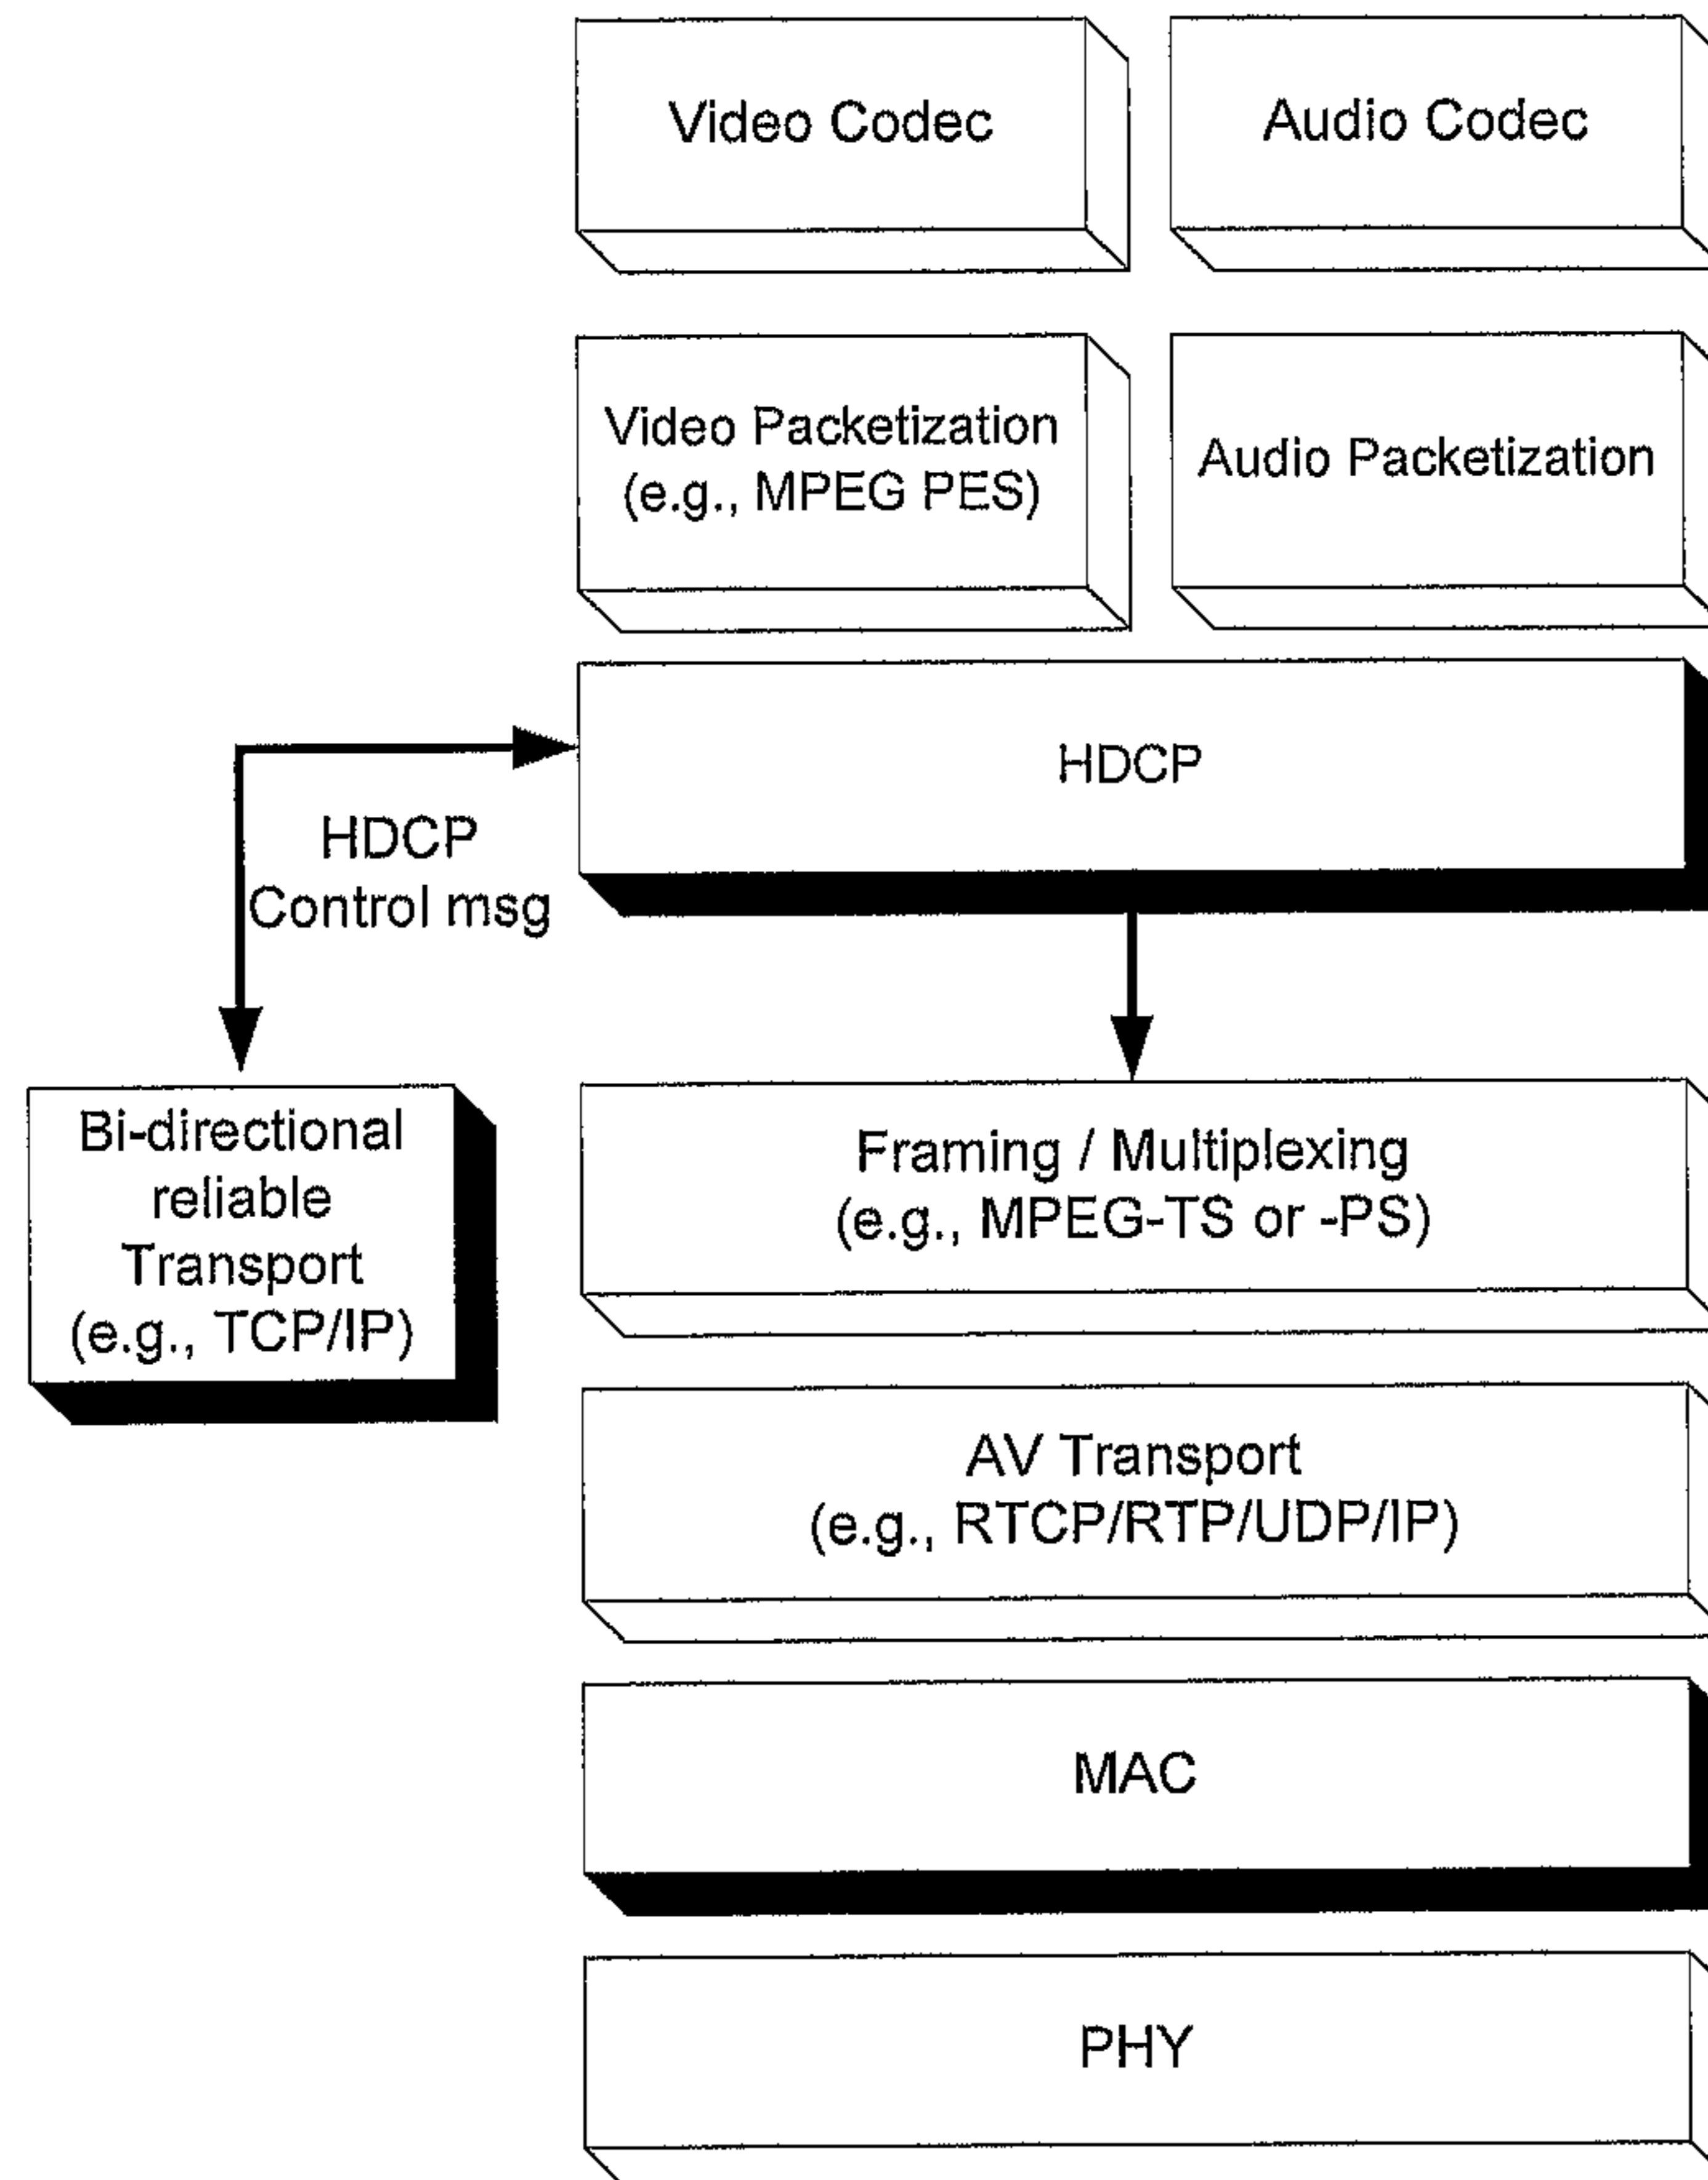 Video Codec
Audio Codec
Video Packetization
(e.g., MPEG PES)
Audio Packetization
HDCP
HDCP
Control msg
Bi-directional
reliable
Transport
(e.g., TCP/IP)
Framing / Multiplexing
(e.g., MPEG-TS or -PS)
AV Transport
(e.g., RTCP/RTP/UDP/IP)
MAC
PHY